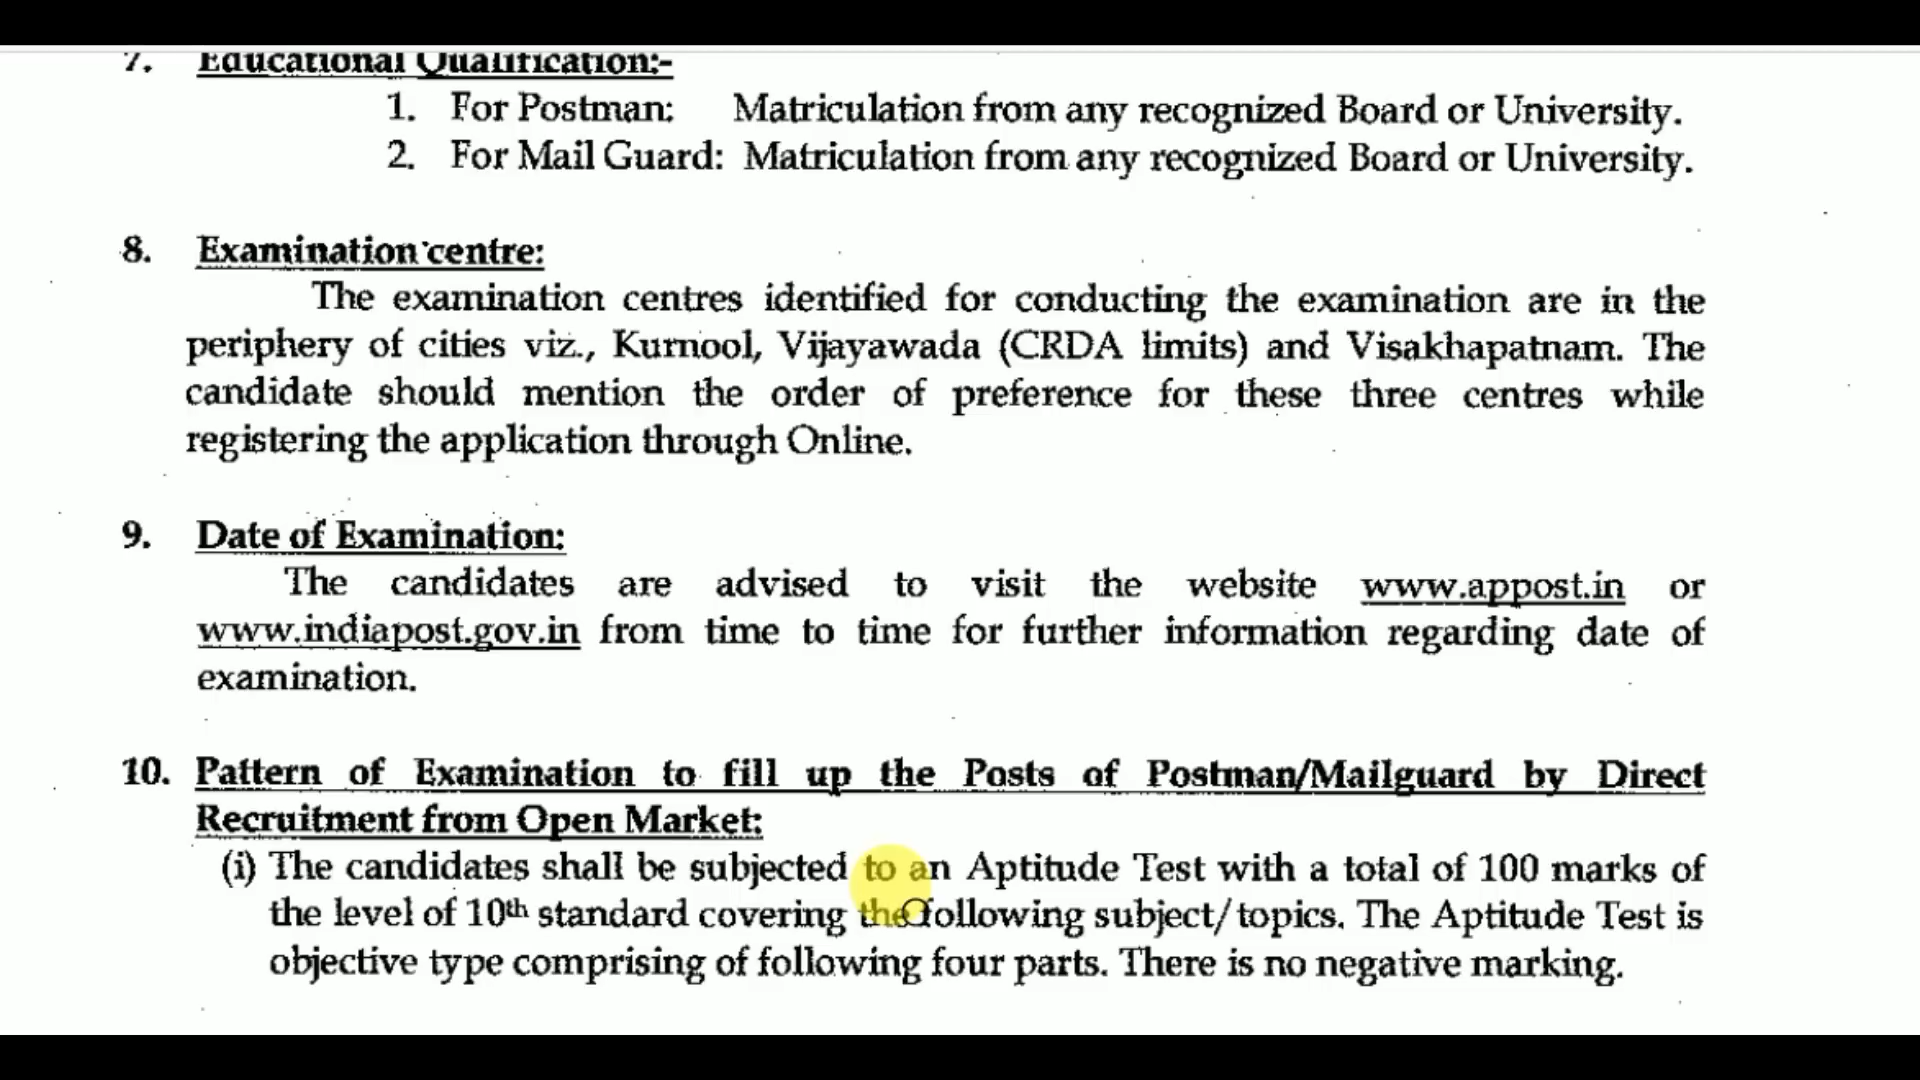 7. Educational Qualification:-
1. For Postman: Matriculation from any recognized Board or University.
2. For Mail Guard: Matriculation from any recognized Board or University.
8. Examination centre:
The examination centres identified for conducting the examination are in the
periphery of cities viz., Kurnool, Vijayawada (CRDA limits) and Visakhapatnam. The
candidate should mention the order of preference for these three centres while
registering the application through Online.
9. Date of Examination:
The candidates are advised to visit the website www.appost.in or
www.indiapost.gov.in from time to time for further information regarding date of
examination.
10. Pattern of Examination to fill up the Posts of Postman/Mailguard by Direct
Recruitment from Open Market:
(i) The candidates shall be subjected to an Aptitude Test with a total of 100 marks of
the level of 10th standard covering the following subject/topics. The Aptitude Test is
objective type comprising of following four parts. There is no negative marking.